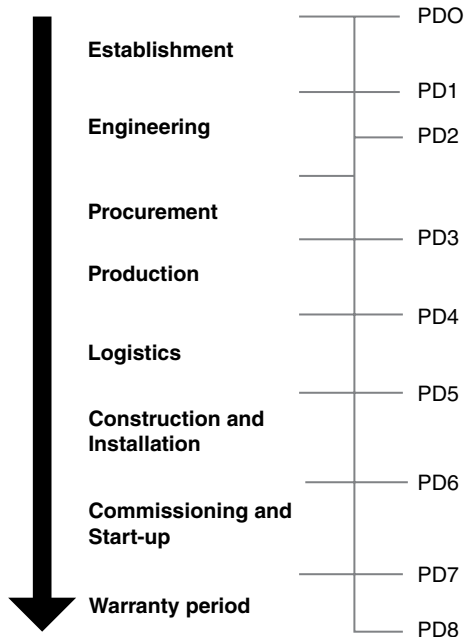 PDO
Establishment
PD1
Engineering
PD2
Procurement
PD3
Production
PD4
Logistics
PD5
Construction and
Installation
PD6
Commissioning and
Start-up
PD7
Warranty period
PD8